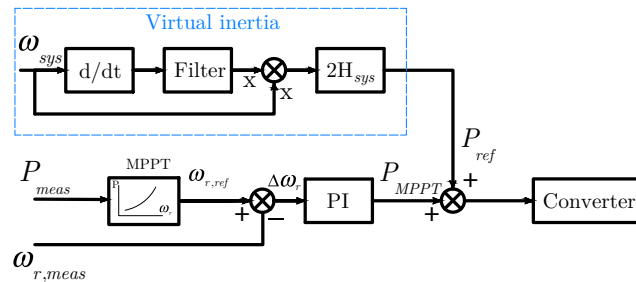 Virtual inertia
ω_sys
d/dt
Filter
x
x
2H_sys
P_ref
P_meas
MPPT
P
ω_r
ω_r,ref
+
−
Δω_r
PI
P_MPPT
+
+
Converter
ω_r,meas